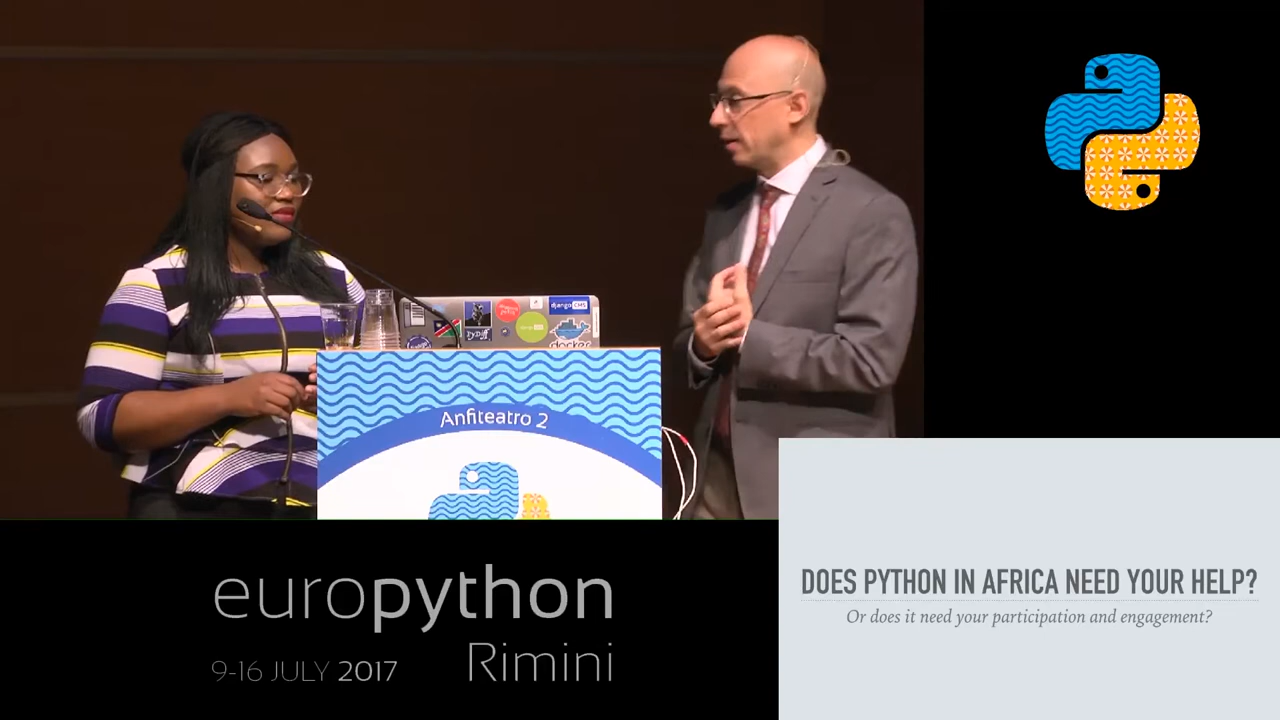 django CMS
PyDiff
docker
Anfiteatro 2
europython
Rimini
9-16 JULY 2017
DOES PYTHON IN AFRICA NEED YOUR HELP?
Or does it need your participation and engagement?